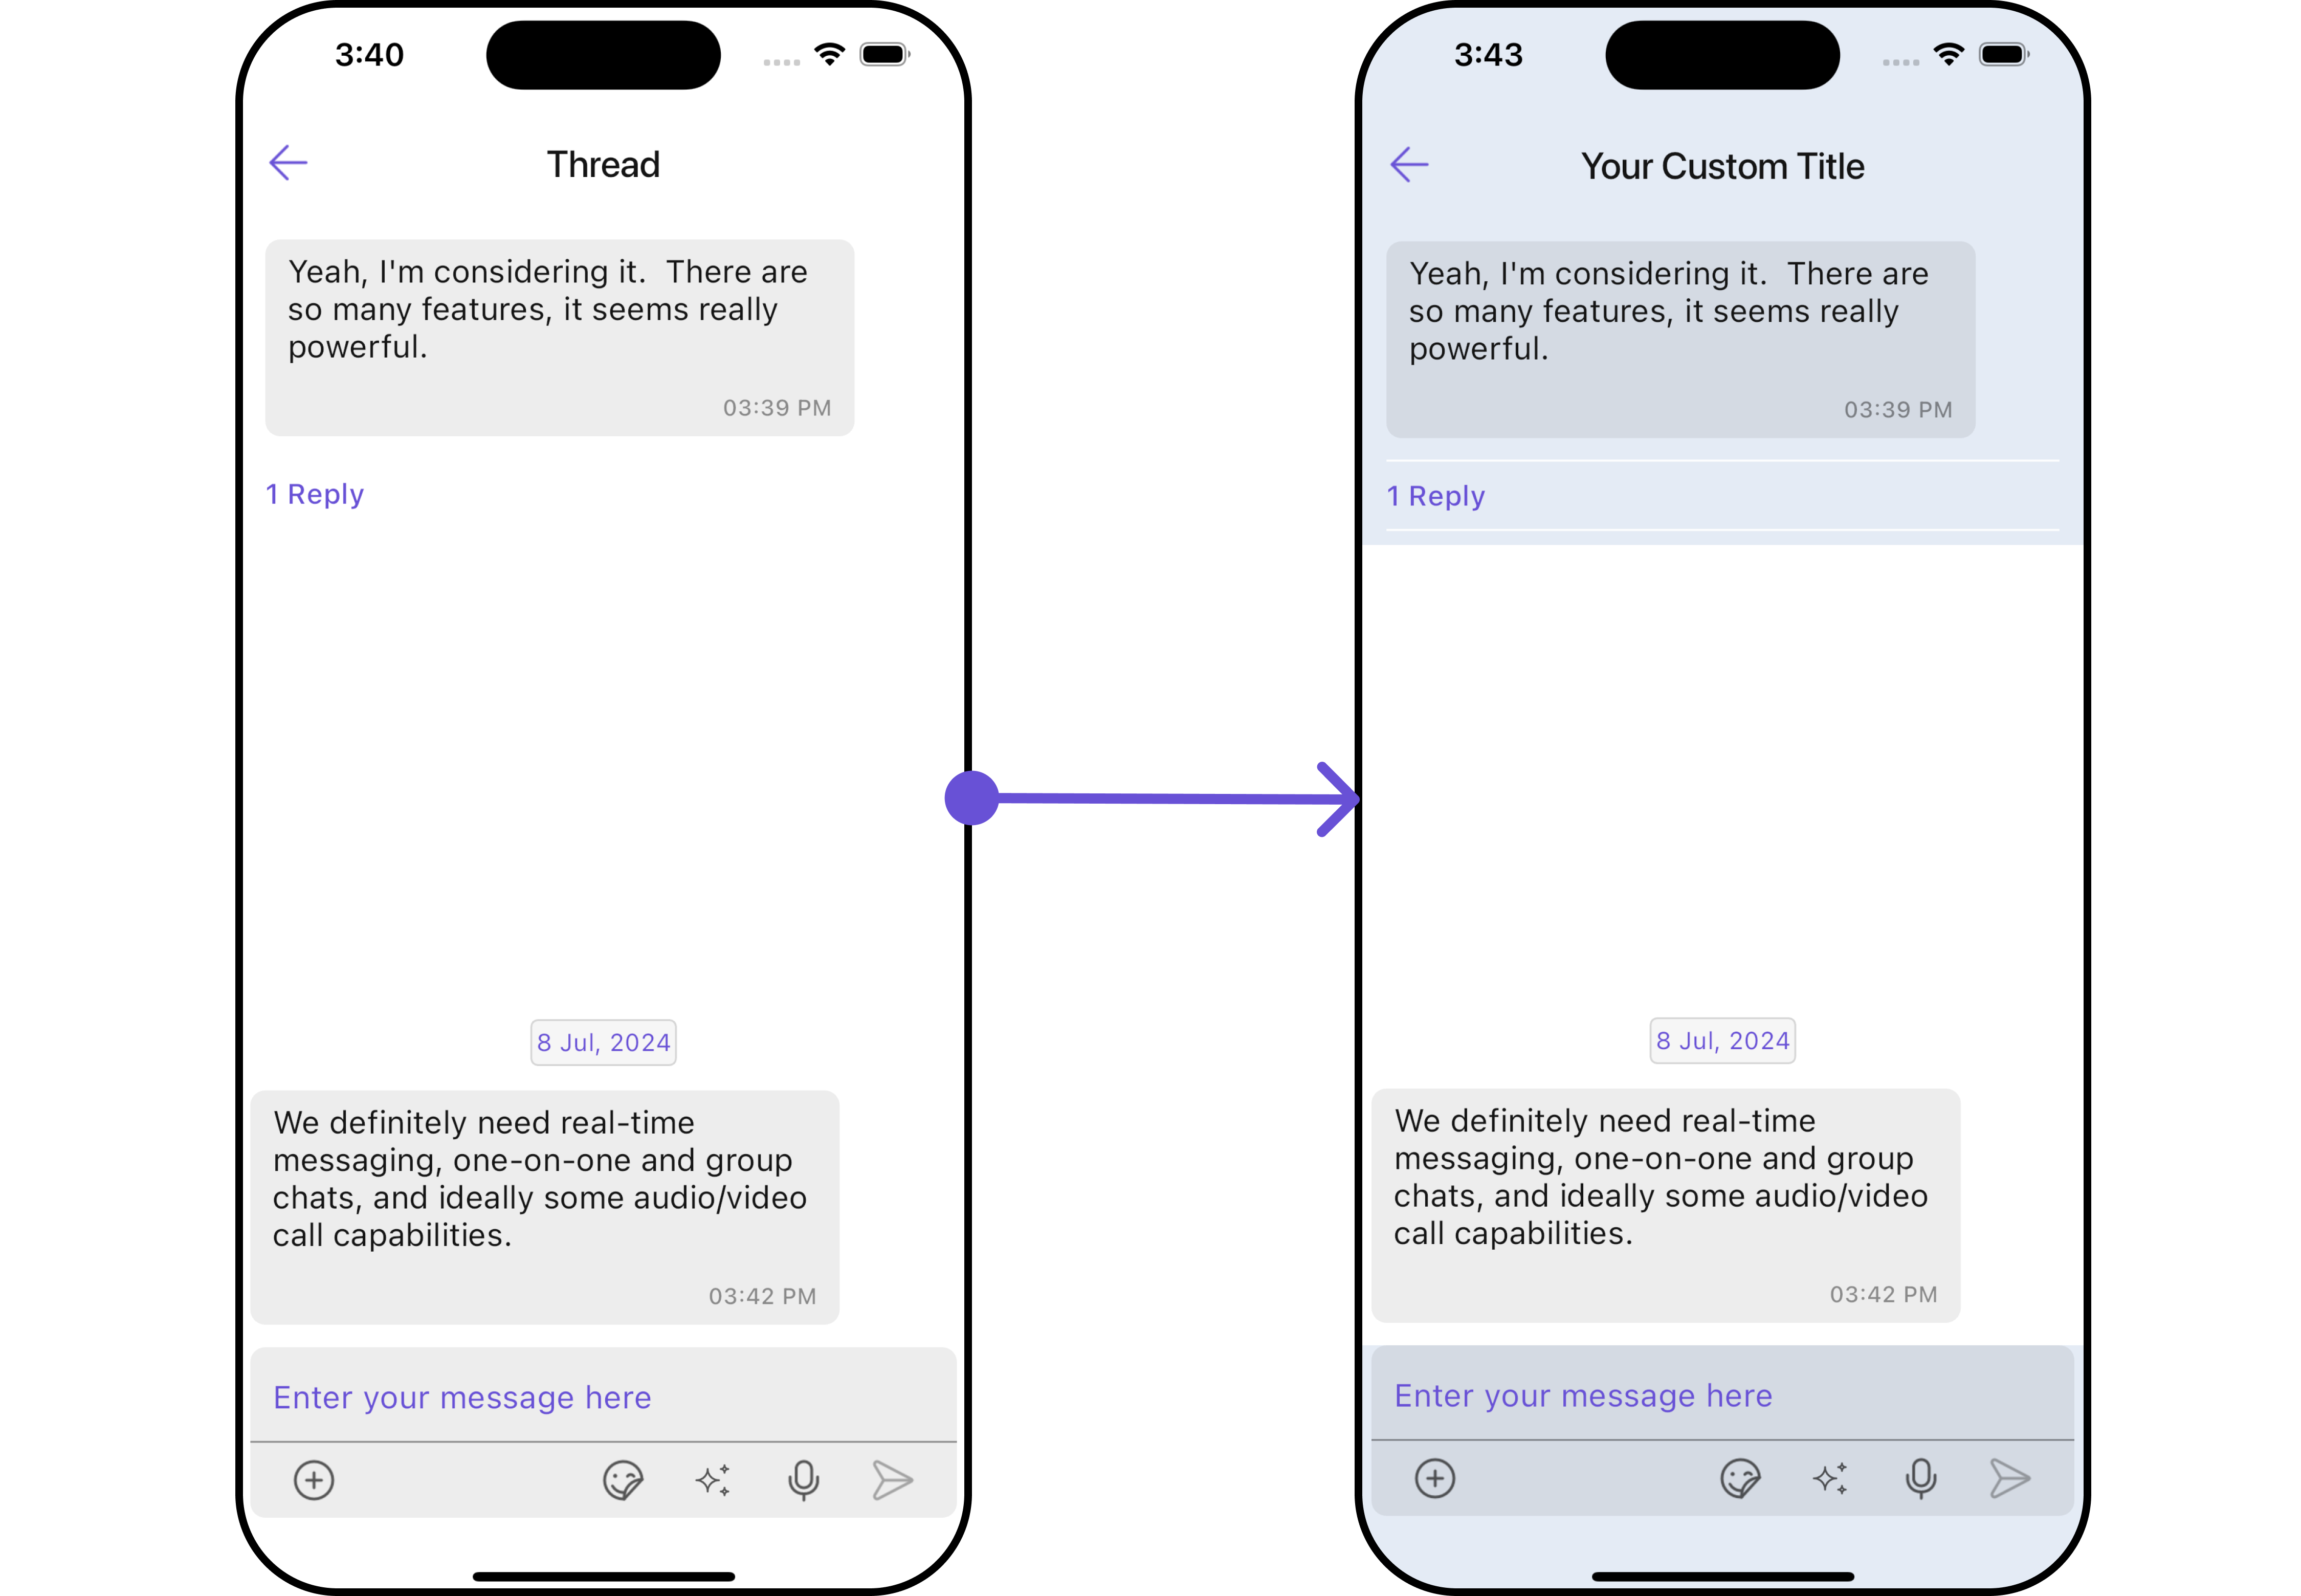 3:40
Thread
Yeah, I'm considering it.  There are
so many features, it seems really
powerful.
03:39 PM
1 Reply
8 Jul, 2024
We definitely need real-time
messaging, one-on-one and group
chats, and ideally some audio/video
call capabilities.
03:42 PM
Enter your message here
3:43
Your Custom Title
Yeah, I'm considering it.  There are
so many features, it seems really
powerful.
03:39 PM
1 Reply
8 Jul, 2024
We definitely need real-time
messaging, one-on-one and group
chats, and ideally some audio/video
call capabilities.
03:42 PM
Enter your message here